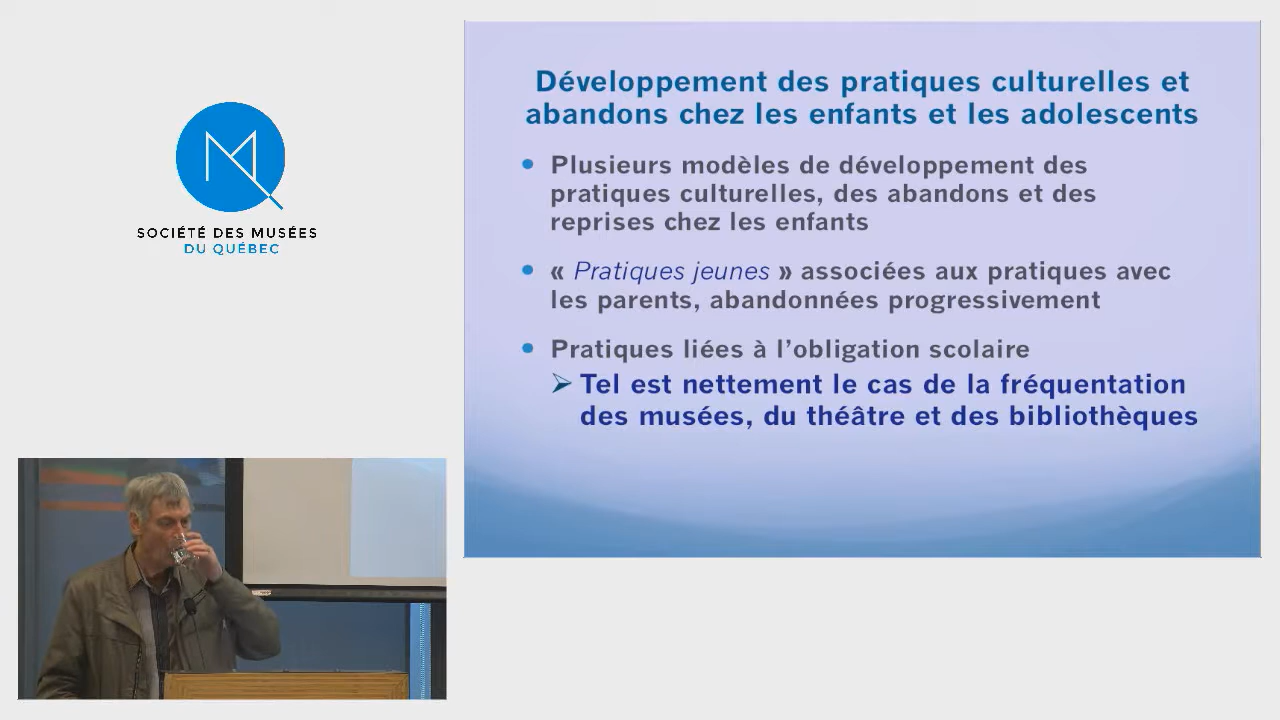 SOCIÉTÉ DES MUSÉES
DU QUÉBEC
Développement des pratiques culturelles et
abandons chez les enfants et les adolescents
• Plusieurs modèles de développement des
pratiques culturelles, des abandons et des
reprises chez les enfants
• « Pratiques jeunes » associées aux pratiques avec
les parents, abandonnées progressivement
• Pratiques liées à l’obligation scolaire
➢ Tel est nettement le cas de la fréquentation
des musées, du théâtre et des bibliothèques